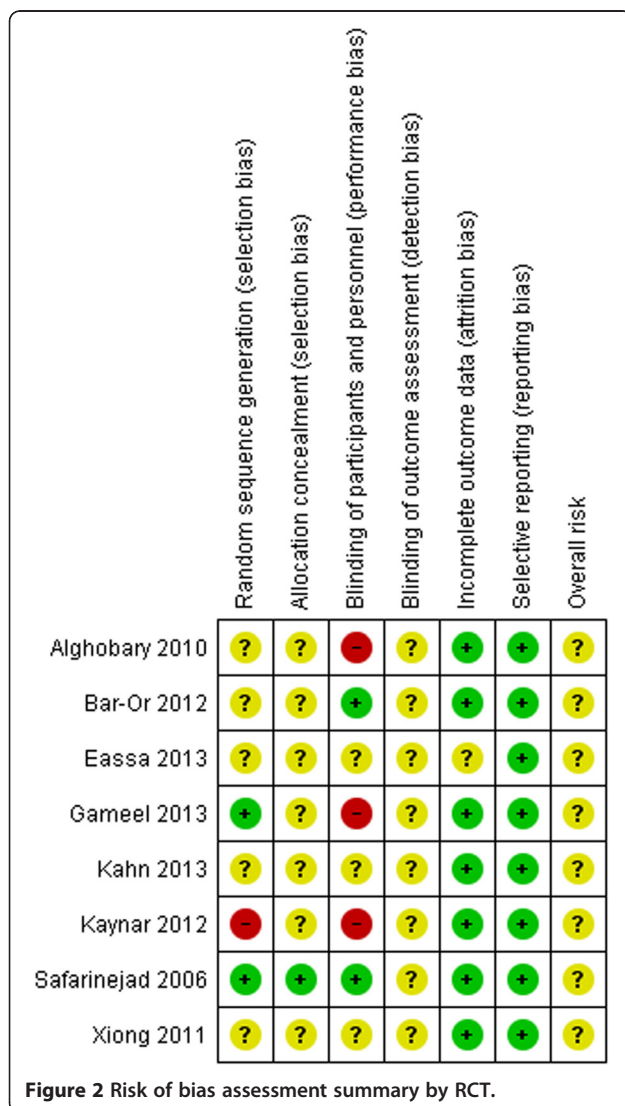 Random sequence generation (selection bias)
Allocation concealment (selection bias)
Blinding of participants and personnel (performance bias)
Blinding of outcome assessment (detection bias)
Incomplete outcome data (attrition bias)
Selective reporting (reporting bias)
Overall risk
Alghobary 2010 ? ? - ? + + ?
Bar-Or 2012 ? ? + ? + + ?
Eassa 2013 ? ? ? ? ? + ?
Gameel 2013 + ? - ? + + ?
Kahn 2013 ? ? ? ? + + ?
Kaynar 2012 - ? - ? + + ?
Safarinejad 2006 + + + ? + + ?
Xiong 2011 ? ? ? ? + + ?
Figure 2 Risk of bias assessment summary by RCT.